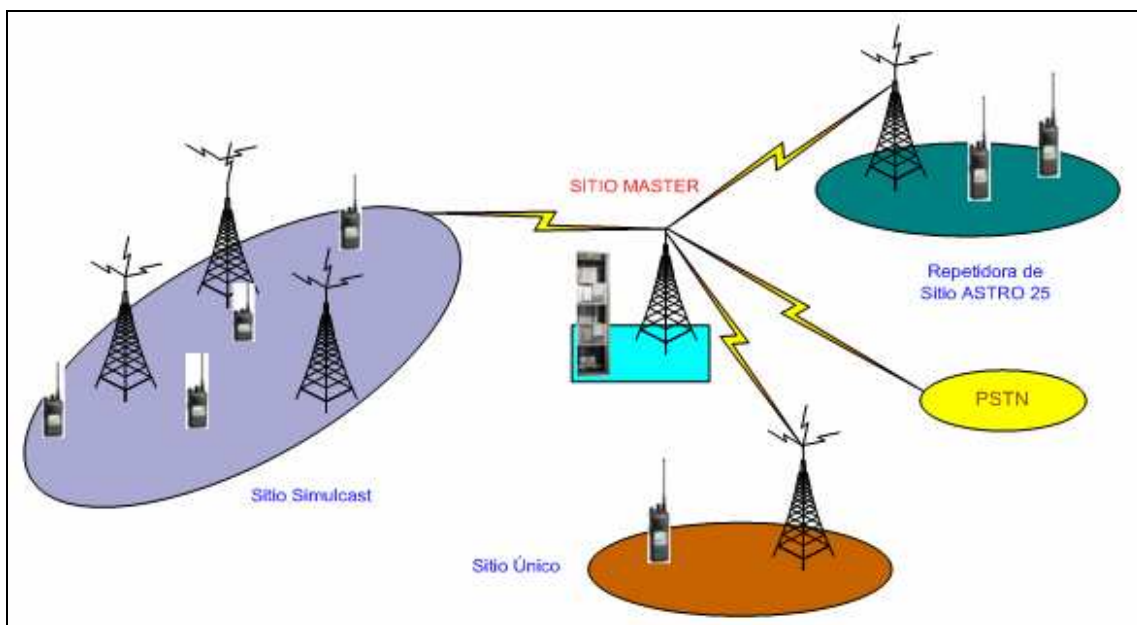 SITIO MASTER
Repetidora de
Sitio ASTRO 25
PSTN
Sitio Simulcast
Sitio Único